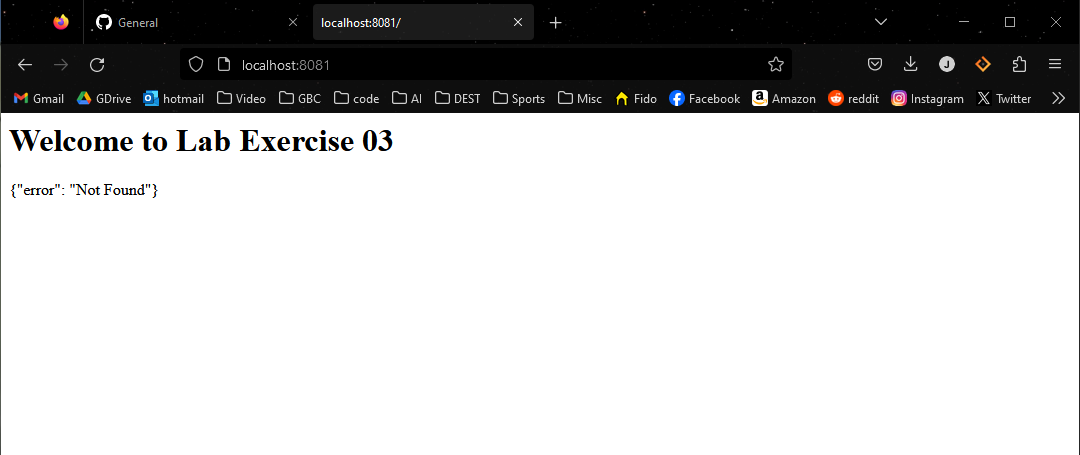 General
localhost:8081/
localhost:8081
Gmail GDrive hotmail Video GBC code AI DEST Sports Misc Fido Facebook Amazon reddit Instagram Twitter
Welcome to Lab Exercise 03
{"error": "Not Found"}